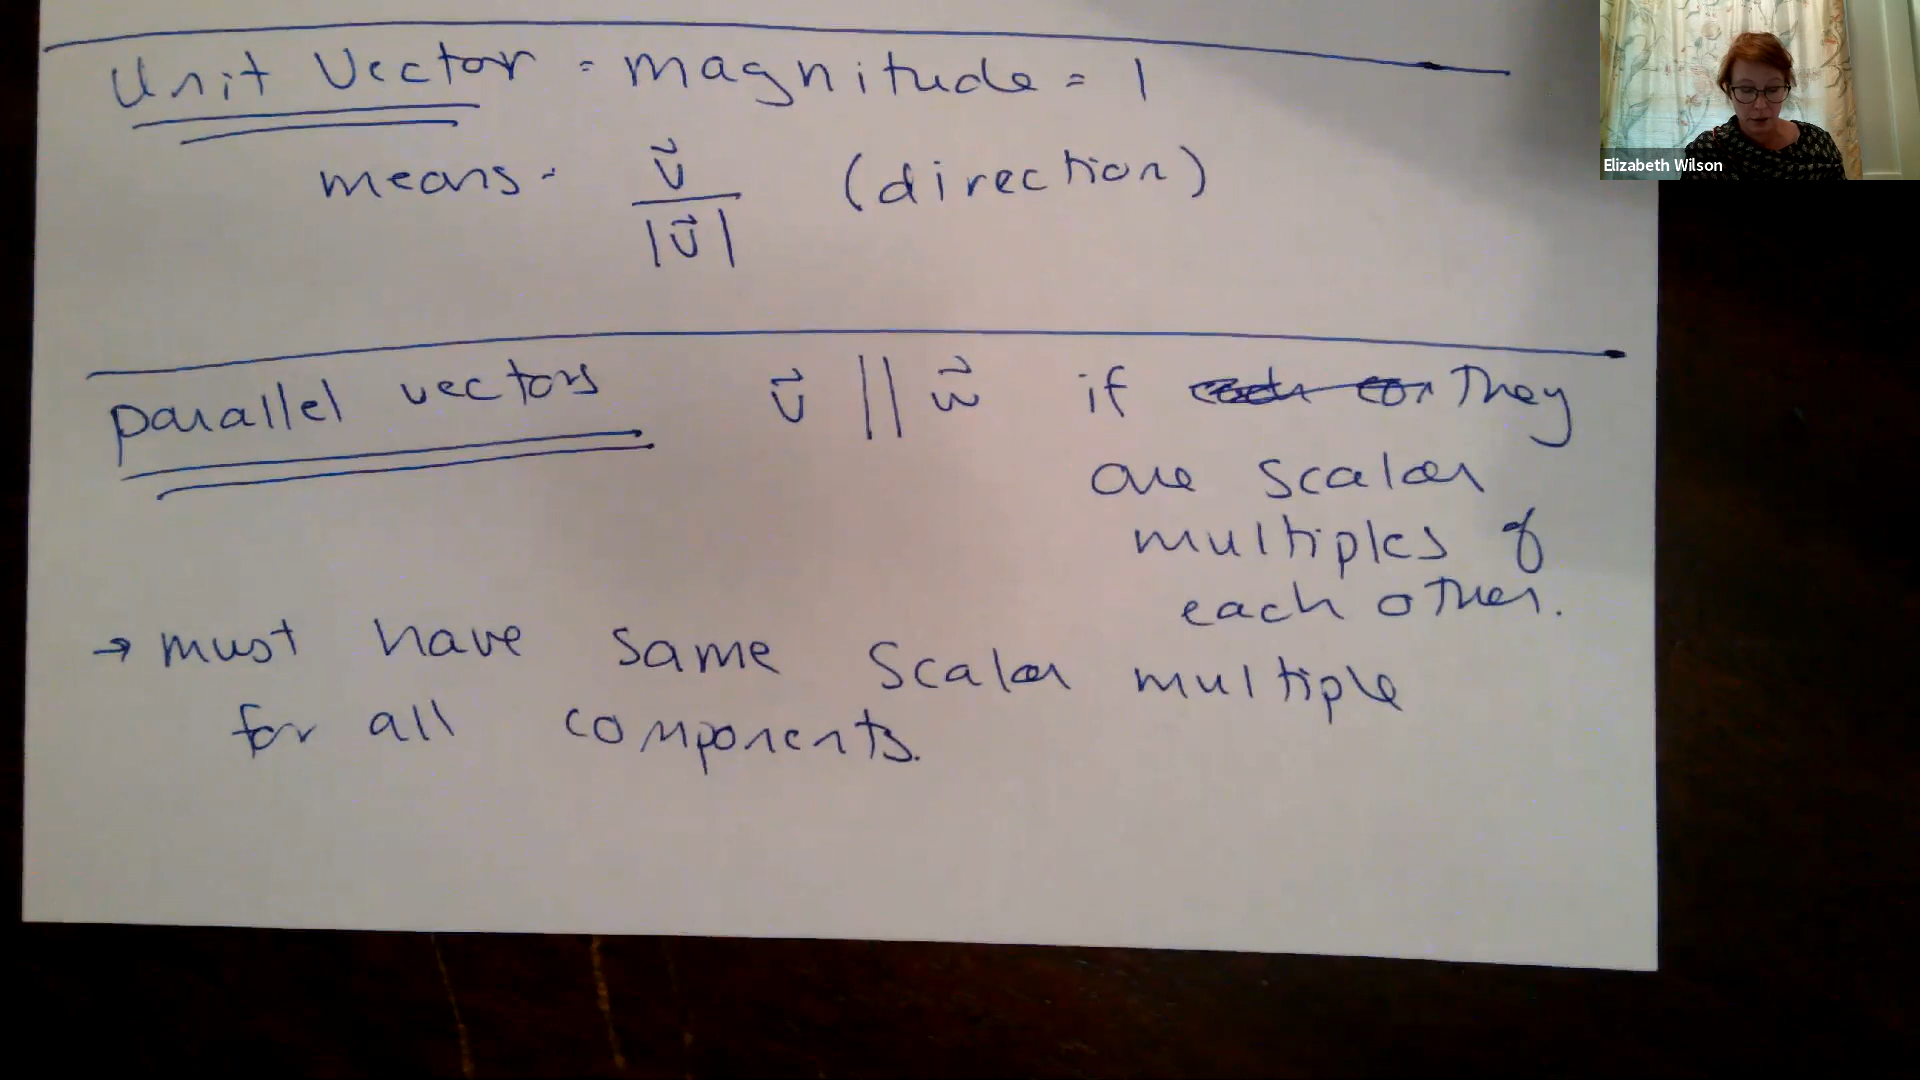 Unit Vector = magnitude = 1
means = v⃗ / |v⃗| (direction)
Elizabeth Wilson
parallel vectors v⃗ || w⃗ if They
are scalar
multiples of
each other.
→ must have same scalar multiple
for all components.